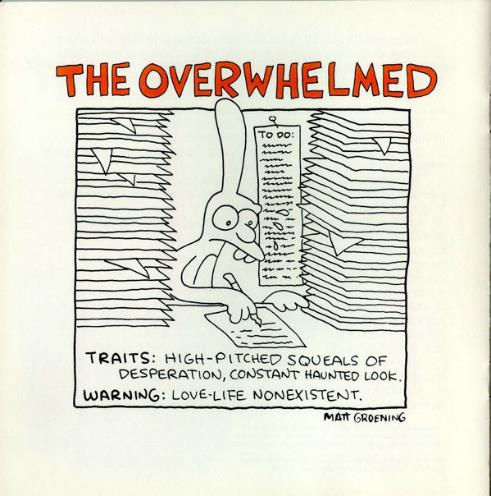 THE OVERWHELMED
TO DO:
TRAITS: HIGH-PITCHED SQUEALS OF
DESPERATION, CONSTANT HAUNTED LOOK.
WARNING: LOVE-LIFE NONEXISTENT.
MATT GROENING